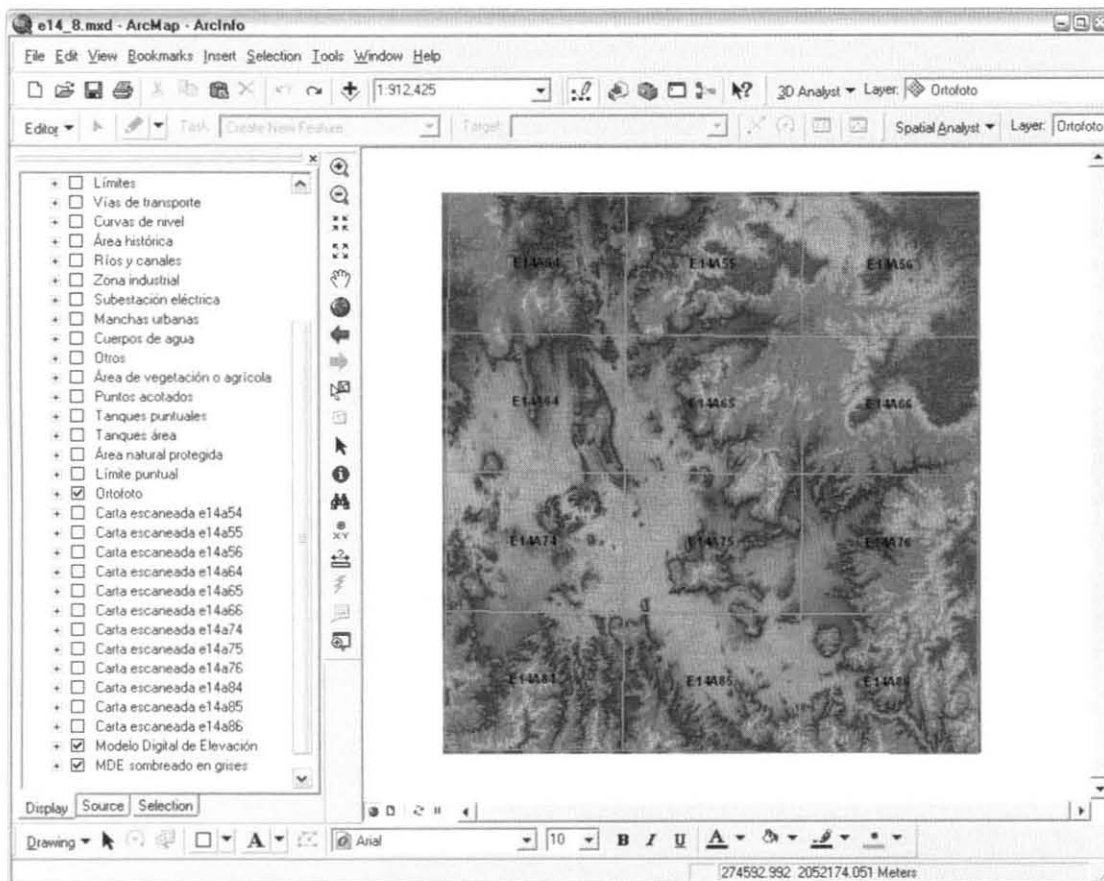 e14_8.mxd - ArcMap - ArcInfo
File Edit View Bookmarks Insert Selection Tools Window Help
1:912,425 3D Analyst Layer: Ortofoto
Editor Task: Create New Feature Target: Spatial Analyst Layer: Ortofoto
Límites
Vías de transporte
Curvas de nivel
Área histórica
Ríos y canales
Zona industrial
Subestación eléctrica
Manchas urbanas
Cuerpos de agua
Otros
Área de vegetación o agrícola
Puntos acotados
Tanques puntuales
Tanques área
Área natural protegida
Límite puntual
Ortofoto
Carta escaneada e14a54
Carta escaneada e14a55
Carta escaneada e14a56
Carta escaneada e14a64
Carta escaneada e14a65
Carta escaneada e14a66
Carta escaneada e14a74
Carta escaneada e14a75
Carta escaneada e14a76
Carta escaneada e14a84
Carta escaneada e14a85
Carta escaneada e14a86
Modelo Digital de Elevación
MDE sombreado en grises
Display Source Selection
E14A54 E14A55 E14A56
E14A64 E14A65 E14A66
E14A74 E14A75 E14A76
E14A84 E14A85 E14A86
Drawing A Arial 10 B I U A
274592.992 2052174.051 Meters